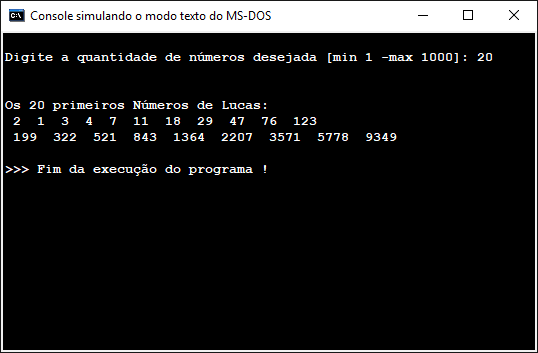 Console simulando o modo texto do MS-DOS
Digite a quantidade de números desejada [min 1 -max 1000]: 20
Os 20 primeiros Números de Lucas:
2 1 3 4 7 11 18 29 47 76 123
199 322 521 843 1364 2207 3571 5778 9349
>>> Fim da execução do programa !